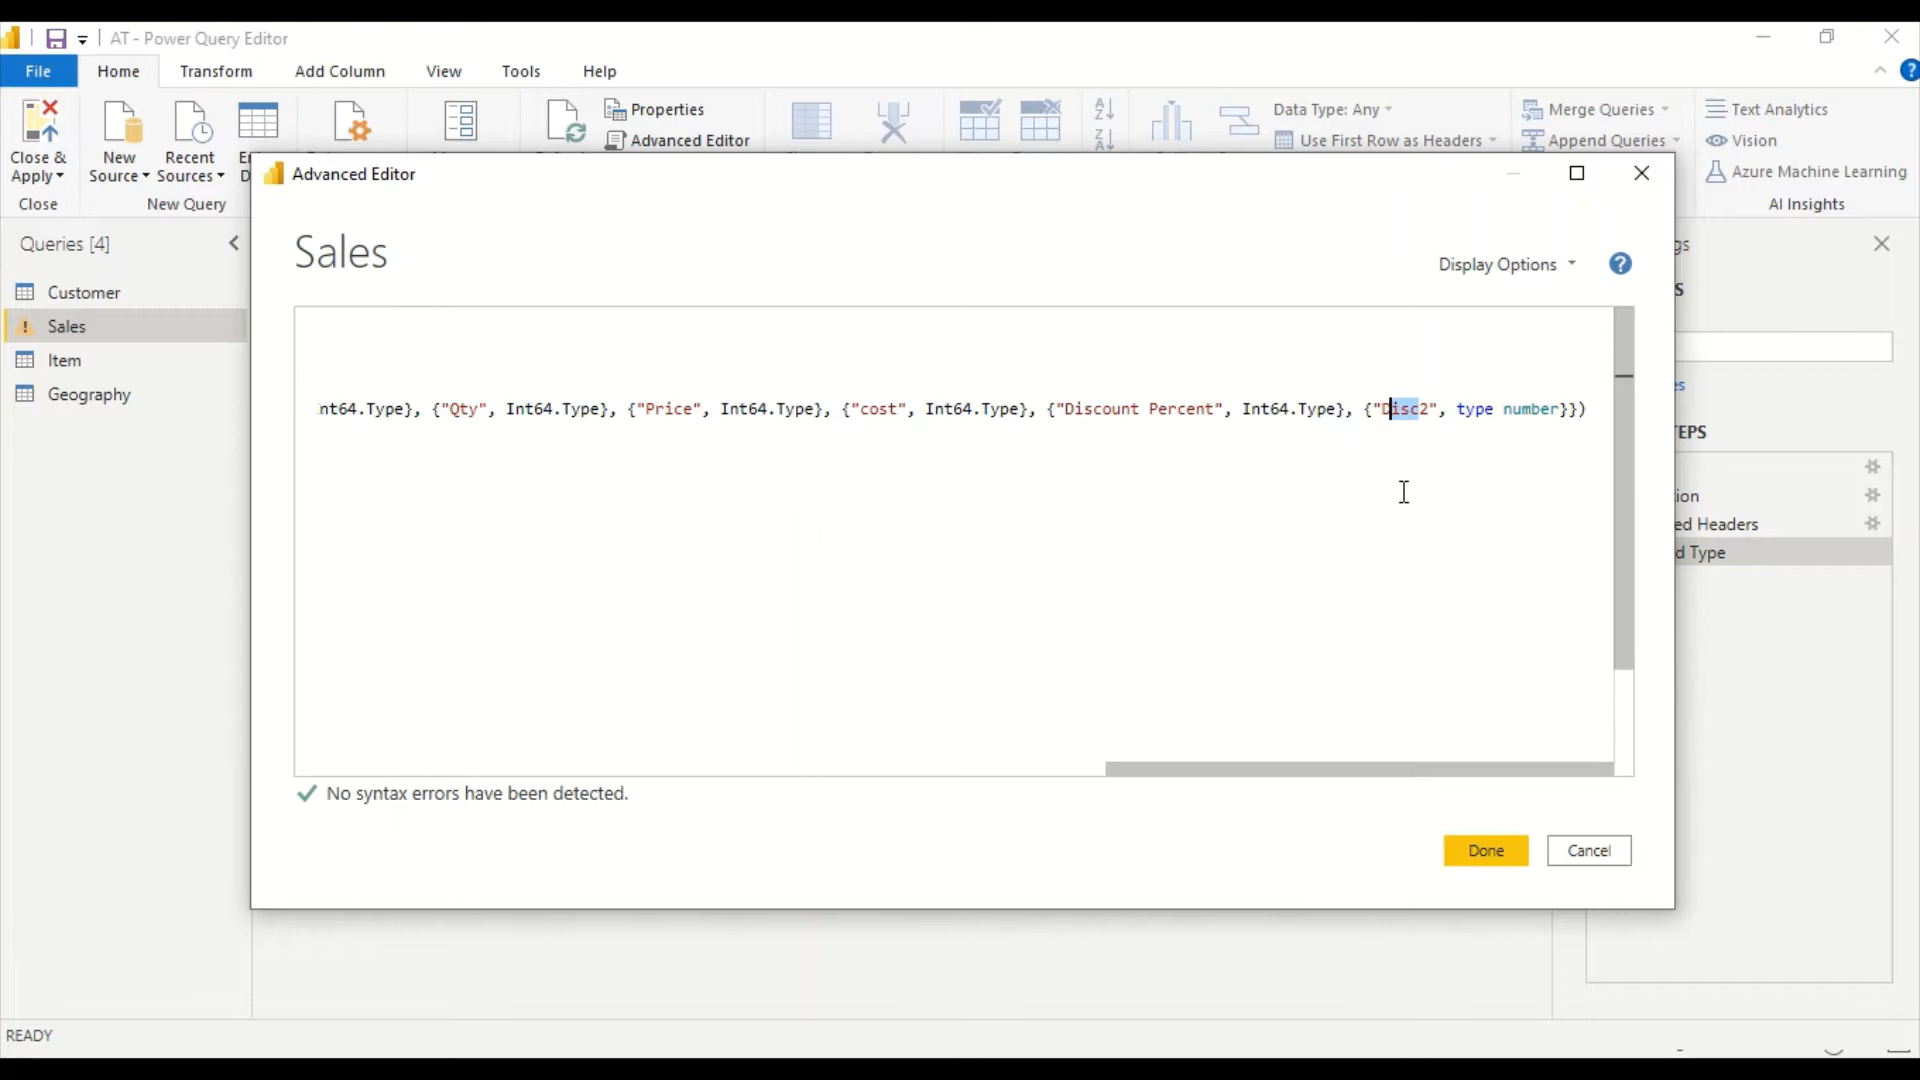 AT - Power Query Editor
File
Home
Transform
Add Column
View
Tools
Help
Close &
Apply
New
Source
Recent
Sources
Properties
Advanced Editor
Data Type: Any
Use First Row as Headers
Merge Queries
Append Queries
Text Analytics
Vision
Azure Machine Learning
Close
New Query
AI Insights
Queries [4]
Customer
Sales
Item
Geography
Advanced Editor
Sales
Display Options
nt64.Type}, {"Qty", Int64.Type}, {"Price", Int64.Type}, {"cost", Int64.Type}, {"Discount Percent", Int64.Type}, {"Disc2", type number}})
No syntax errors have been detected.
Done
Cancel
gs
S
es
TEPS
ion
ed Headers
d Type
READY